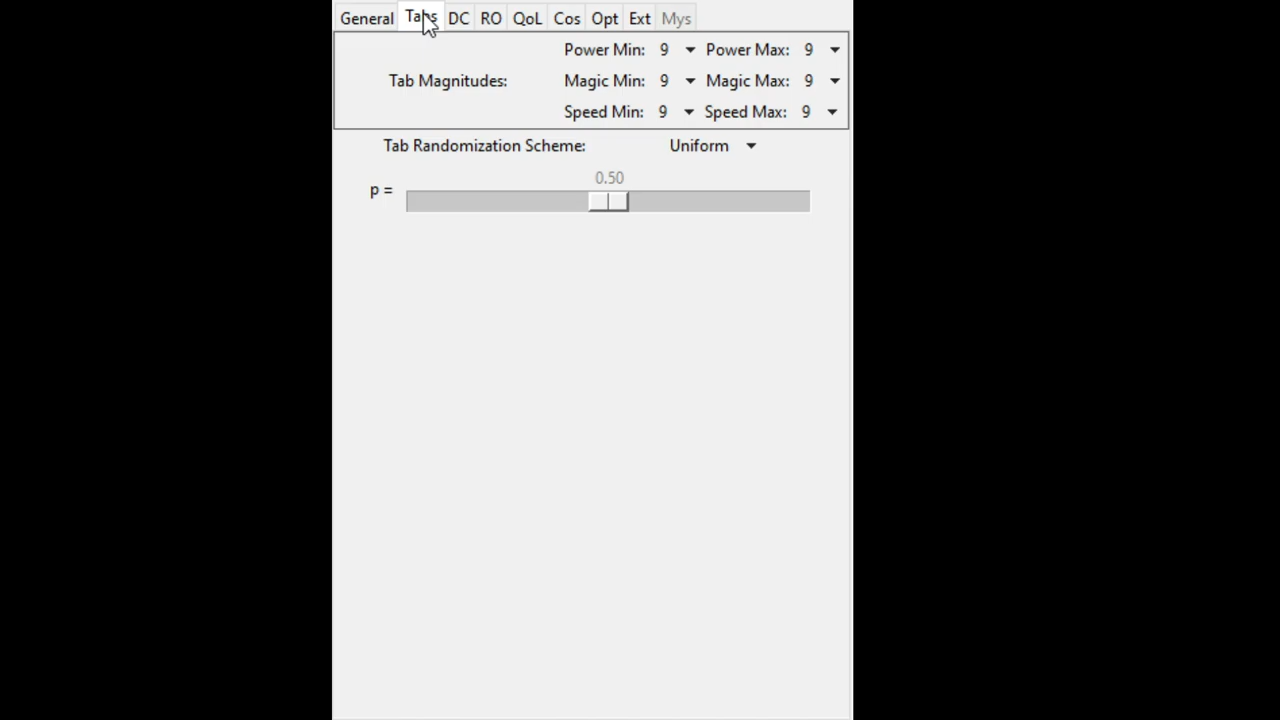 General Tabs DC RO QoL Cos Opt Ext Mys
Power Min: 9 Power Max: 9
Tab Magnitudes: Magic Min: 9 Magic Max: 9
Speed Min: 9 Speed Max: 9
Tab Randomization Scheme: Uniform
0.50
p =